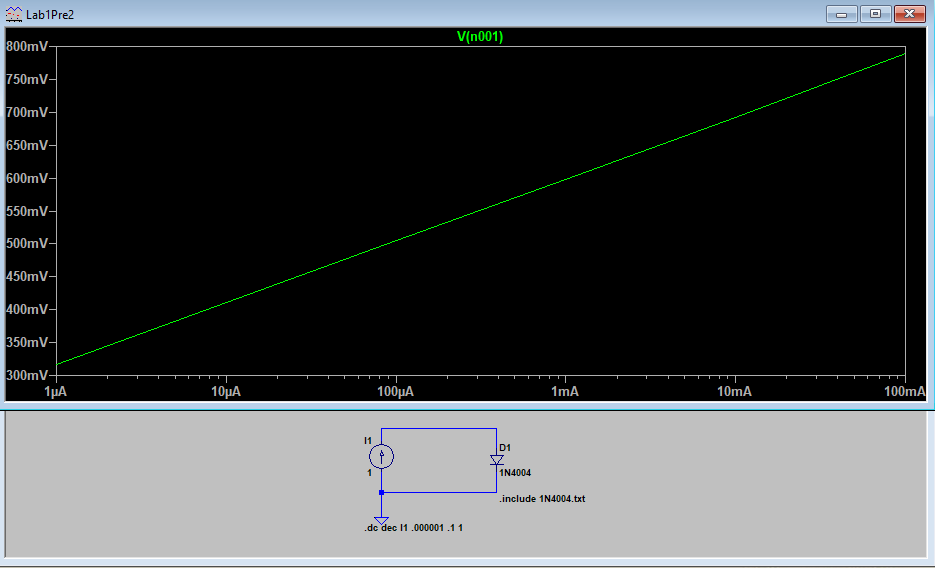 Lab1Pre2
V(n001)
800mV
750mV
700mV
650mV
600mV
550mV
500mV
450mV
400mV
350mV
300mV
1µA 10µA 100µA 1mA 10mA 100mA
I1
1
D1
1N4004
.include 1N4004.txt
.dc dec I1 .000001 .1 1